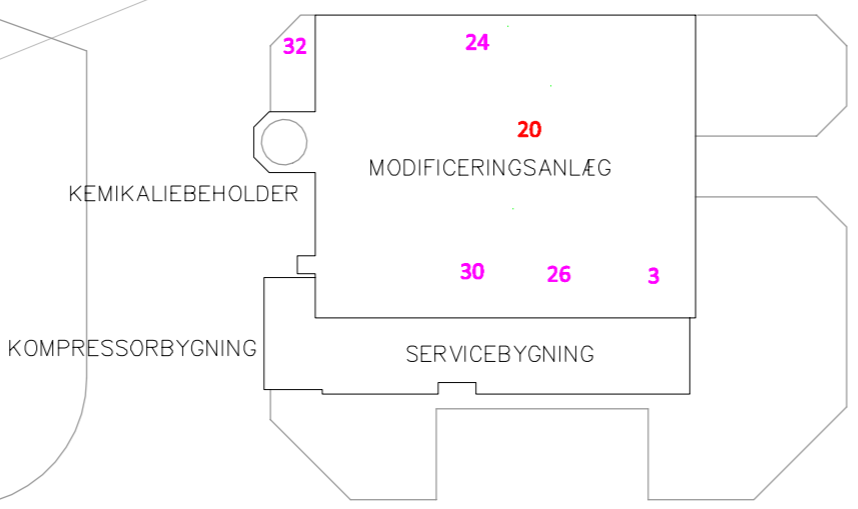 32
24
20
MODIFICERINGSANLÆG
KEMIKALIEBEHOLDER
30
26
3
KOMPRESSORBYGNING
SERVICEBYGNING